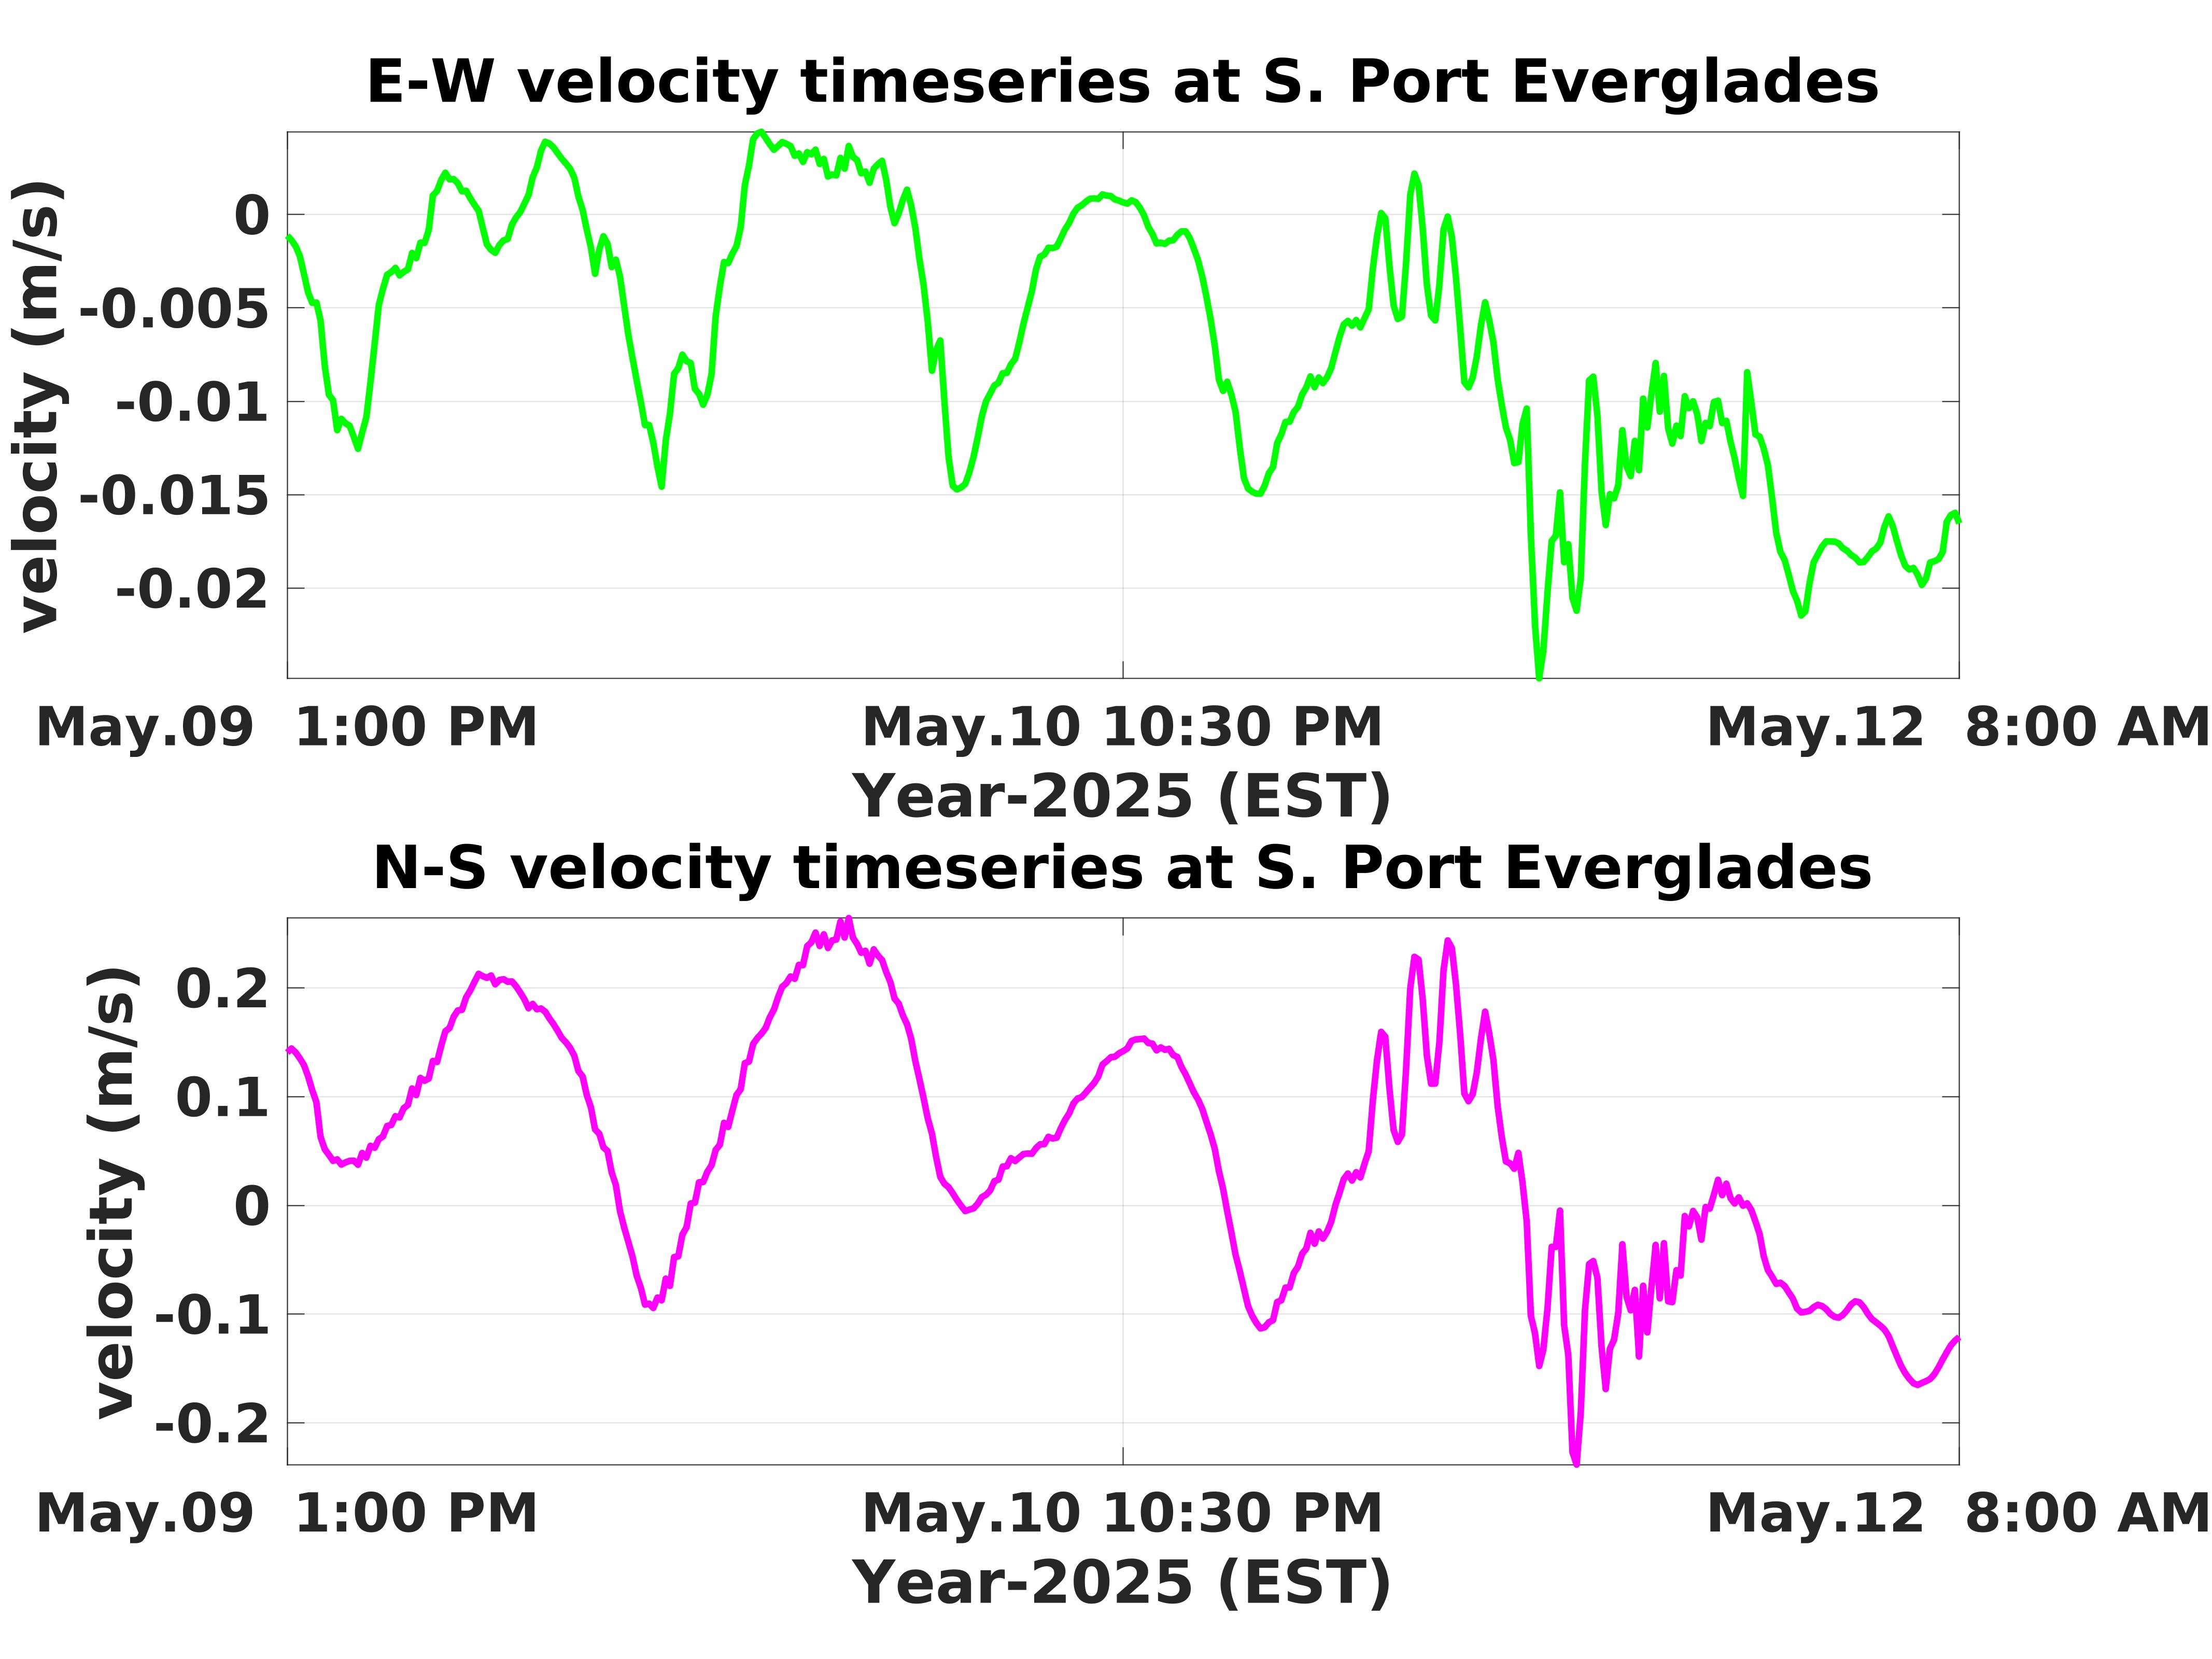 E-W velocity timeseries at S. Port Everglades
velocity (m/s)
0
-0.005
-0.01
-0.015
-0.02
May.09  1:00 PM May.10 10:30 PM May.12  8:00 AM
Year-2025 (EST)
N-S velocity timeseries at S. Port Everglades
velocity (m/s)
0.2
0.1
0
-0.1
-0.2
May.09  1:00 PM May.10 10:30 PM May.12  8:00 AM
Year-2025 (EST)